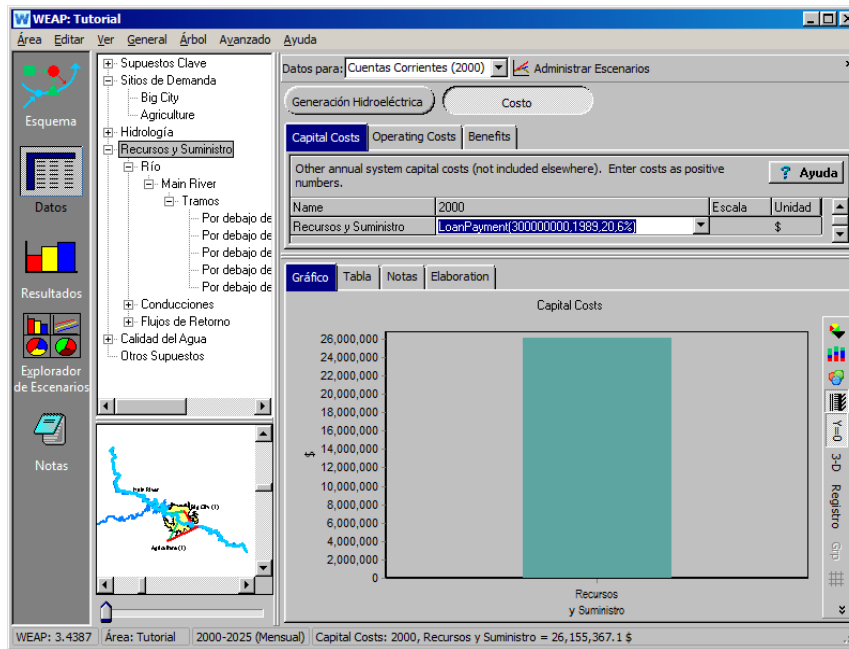 WEAP: Tutorial
Área Editar Ver General Árbol Avanzado Ayuda
Esquema
Datos
Resultados
Explorador
de Escenarios
Notas
Supuestos Clave
Sitios de Demanda
Big City
Agriculture
Hidrología
Recursos y Suministro
Río
Main River
Tramos
Por debajo de
Por debajo de
Por debajo de
Por debajo de
Por debajo de
Conducciones
Flujos de Retorno
Calidad del Agua
Otros Supuestos
Main River
Big City (1)
Agriculture (1)
Datos para: Cuentas Corrientes (2000) Administrar Escenarios
Generación Hidroeléctrica Costo
Capital Costs Operating Costs Benefits
Other annual system capital costs (not included elsewhere). Enter costs as positive
numbers.
? Ayuda
Name 2000 Escala Unidad
Recursos y Suministro LoanPayment(300000000,1989,20,6%) $
Gráfico Tabla Notas Elaboration
Capital Costs
26,000,000
24,000,000
22,000,000
20,000,000
18,000,000
16,000,000
$ 14,000,000
12,000,000
10,000,000
8,000,000
6,000,000
4,000,000
2,000,000
0
Recursos
y Suministro
Y=0
3-D
Registro
Grp
WEAP: 3.4387 Área: Tutorial 2000-2025 (Mensual) Capital Costs: 2000, Recursos y Suministro = 26,155,367.1 $